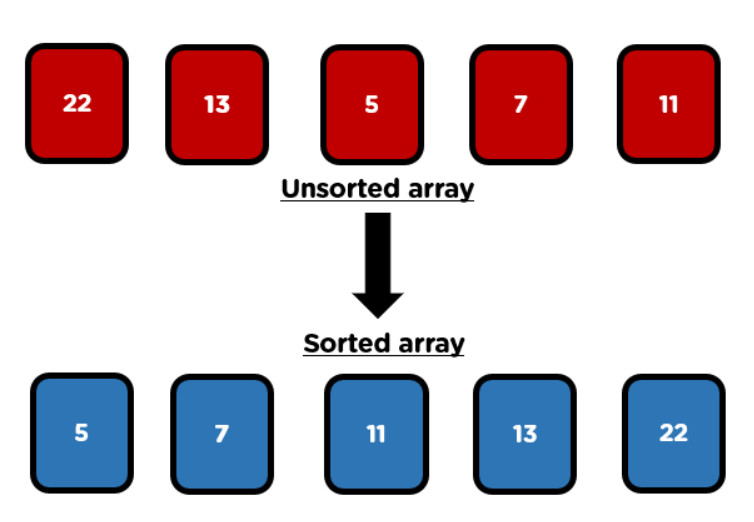 22 13 5 7 11
Unsorted array
Sorted array
5 7 11 13 22